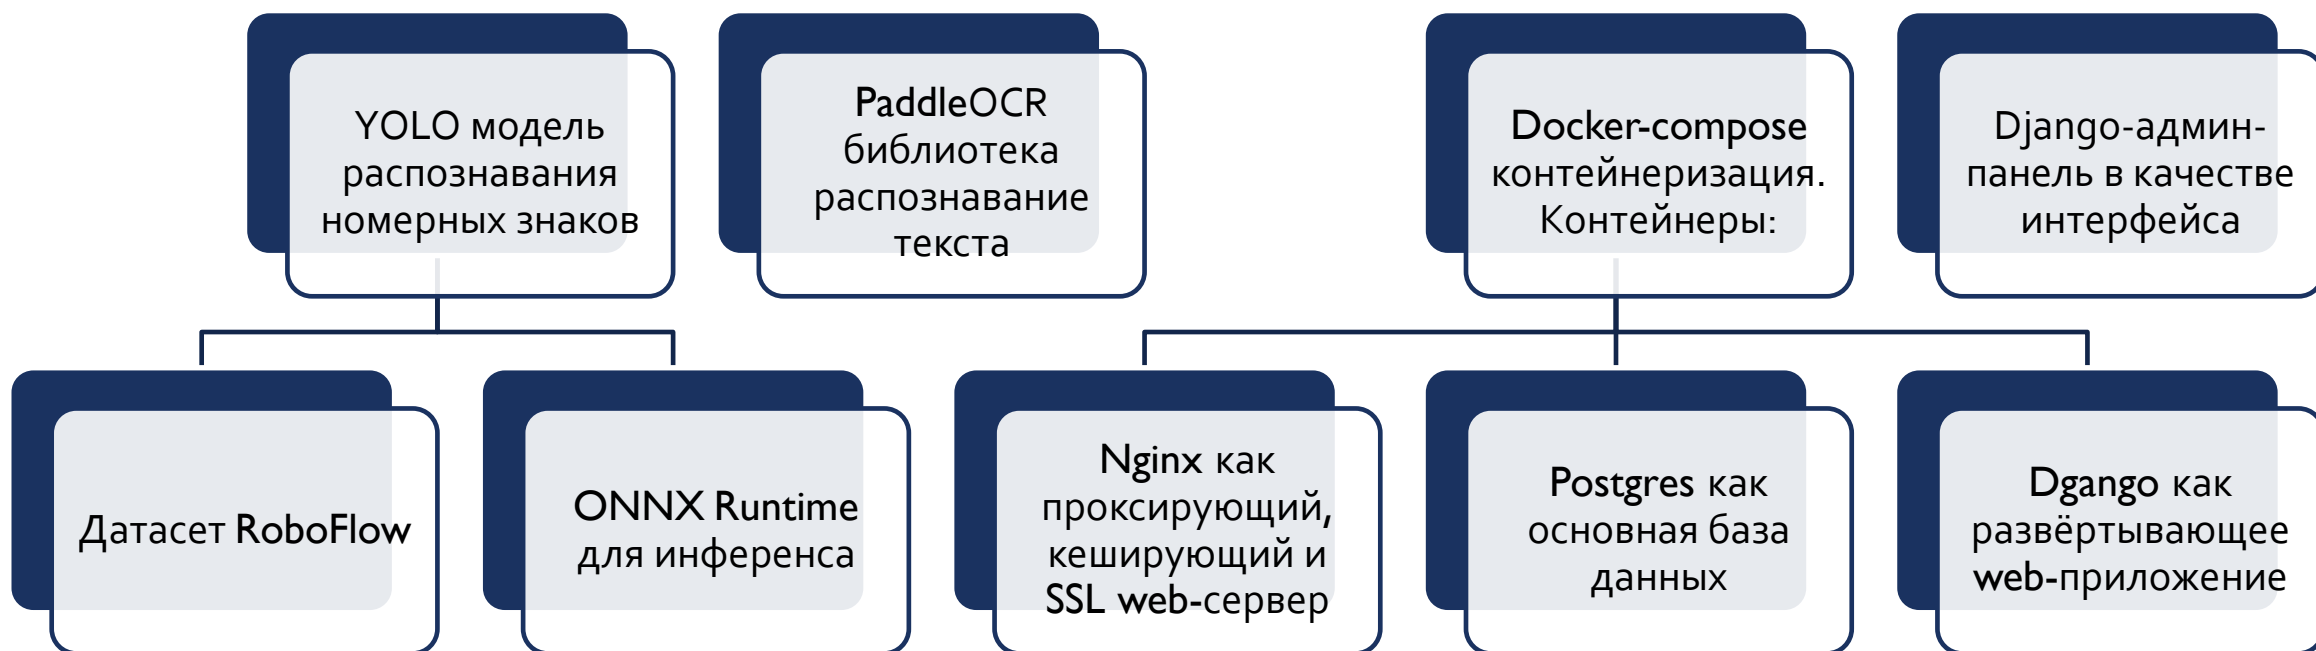 YOLO модель
распознавания
номерных знаков
PaddleOCR
библиотека
распознавание
текста
Docker-compose
контейнеризация.
Контейнеры:
Django-админ-
панель в качестве
интерфейса
Датасет RoboFlow
ONNX Runtime
для инференса
Nginx как
проксирующий,
кеширующий и
SSL web-сервер
Postgres как
основная база
данных
Dgango как
развёртывающее
web-приложение